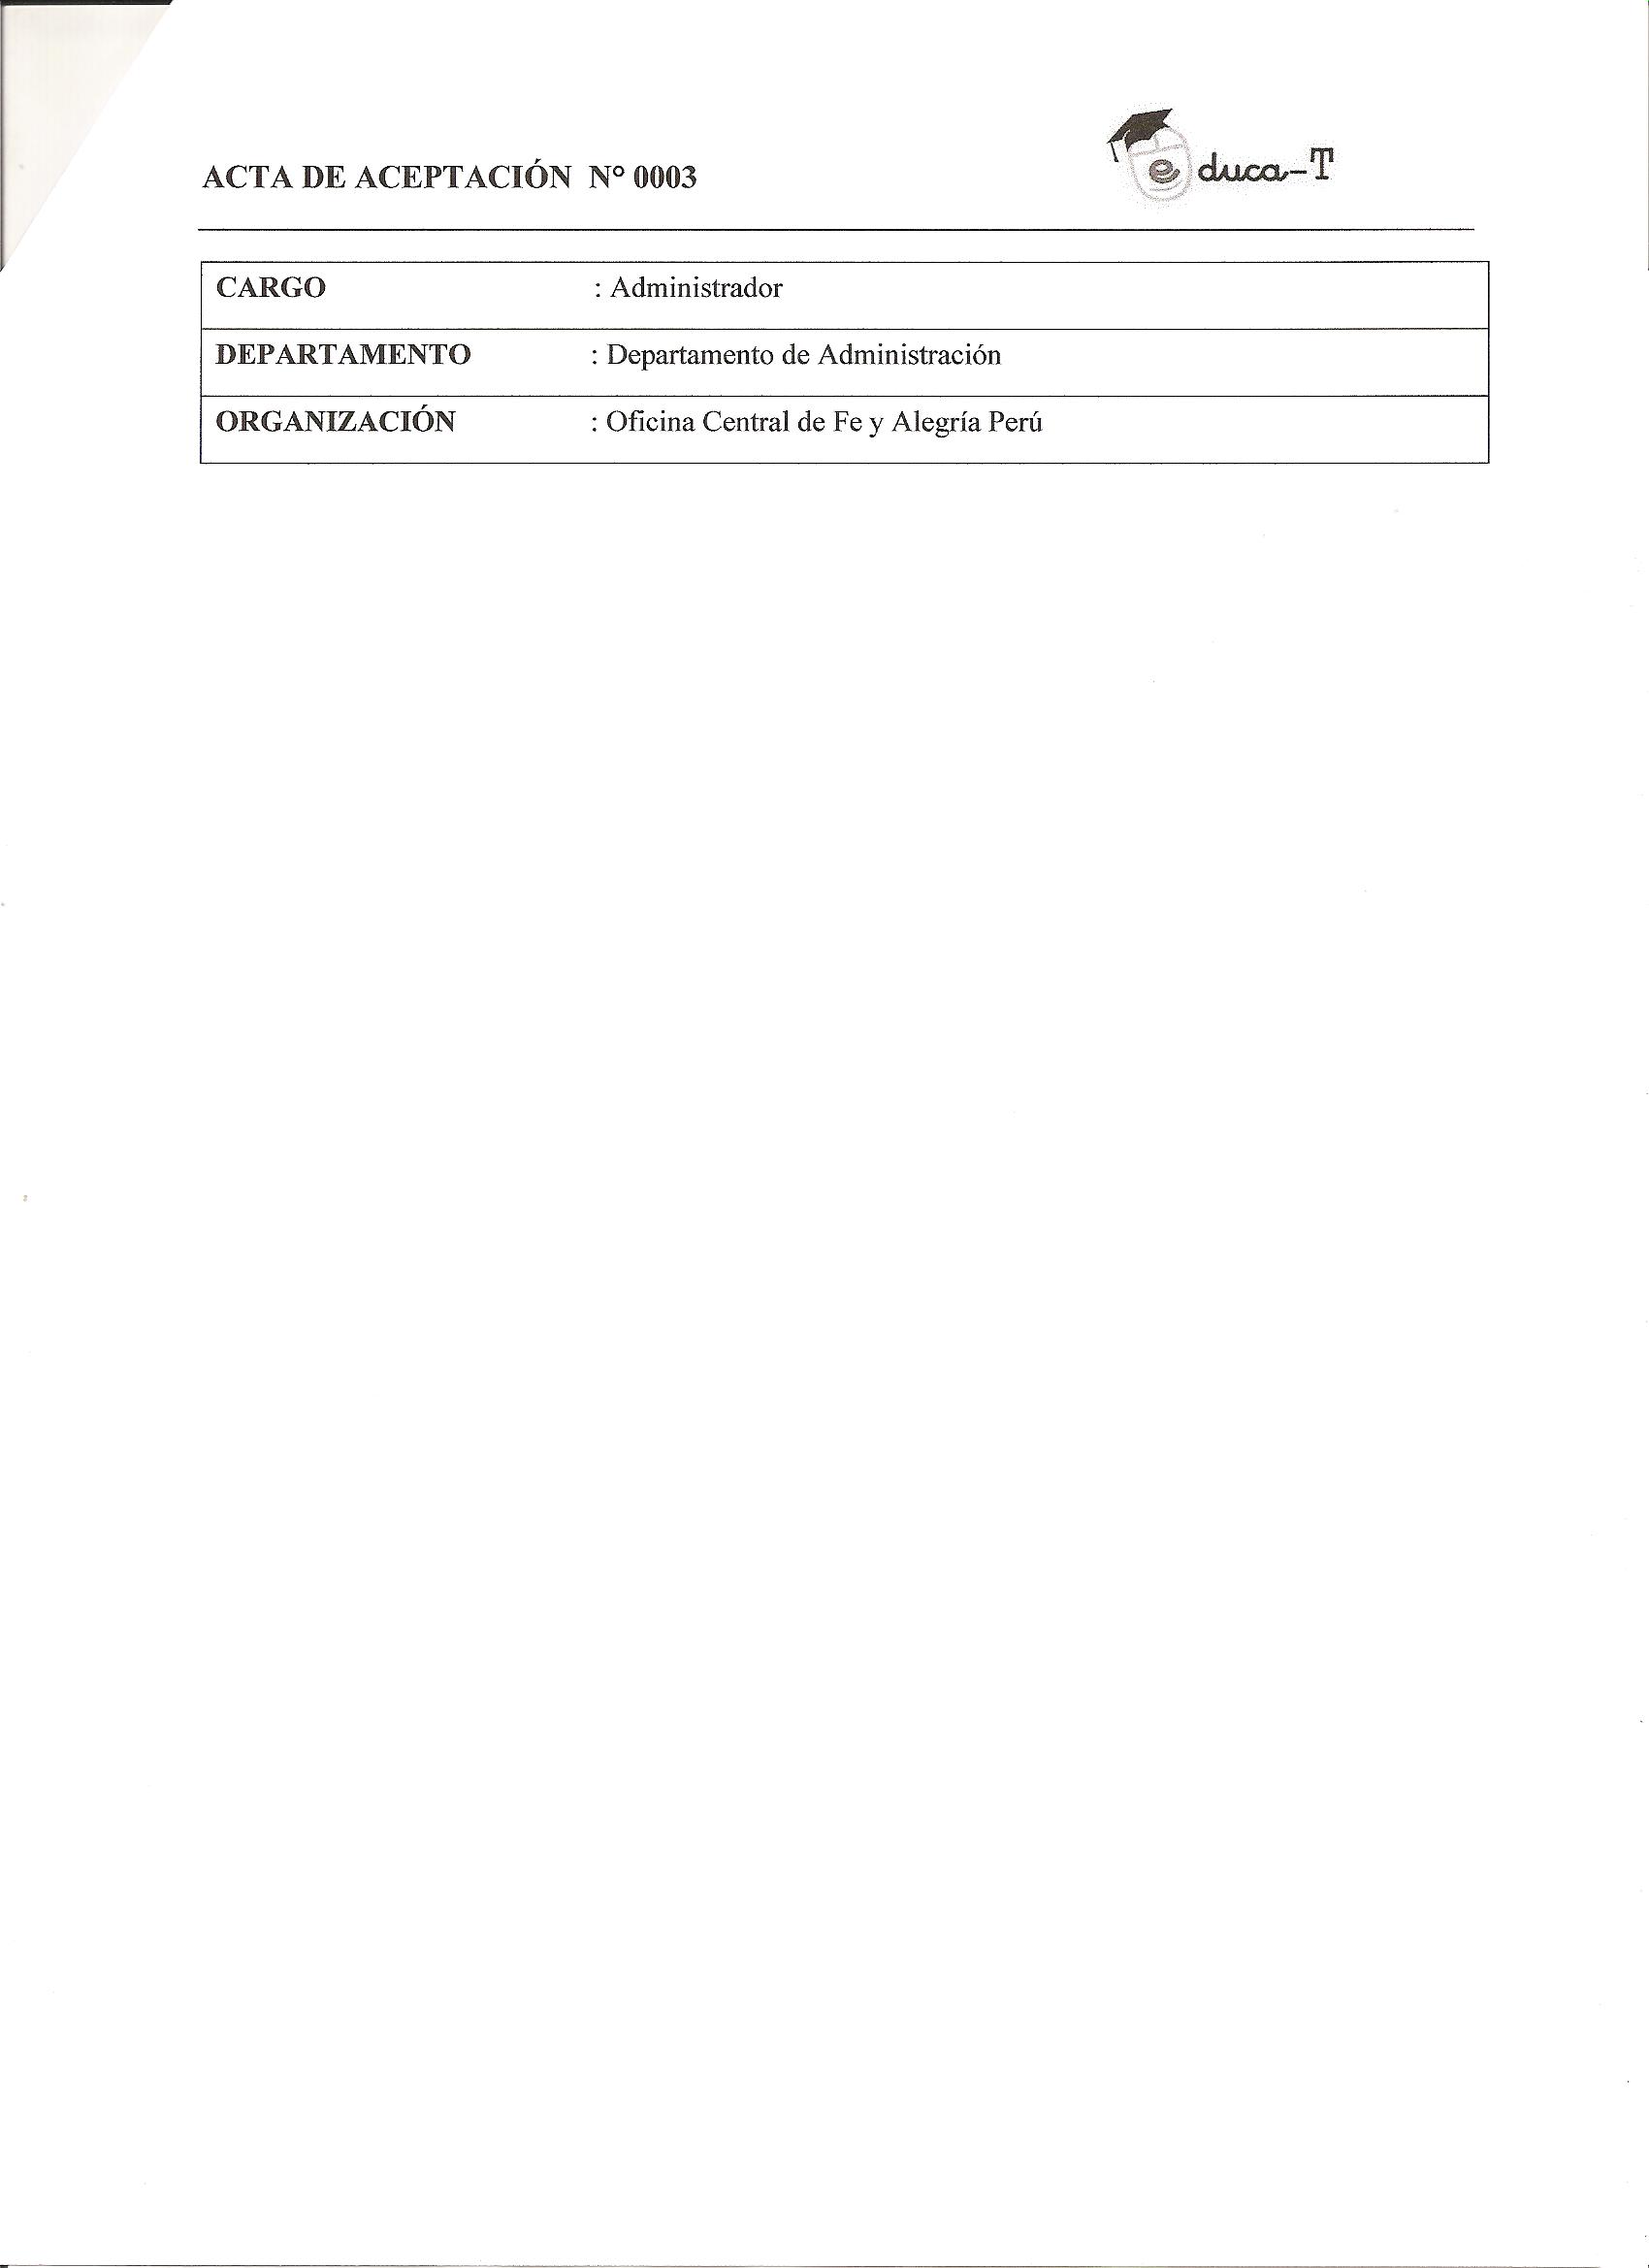 educa-T
ACTA DE ACEPTACIÓN N° 0003
CARGO : Administrador
DEPARTAMENTO : Departamento de Administración
ORGANIZACIÓN : Oficina Central de Fe y Alegría Perú